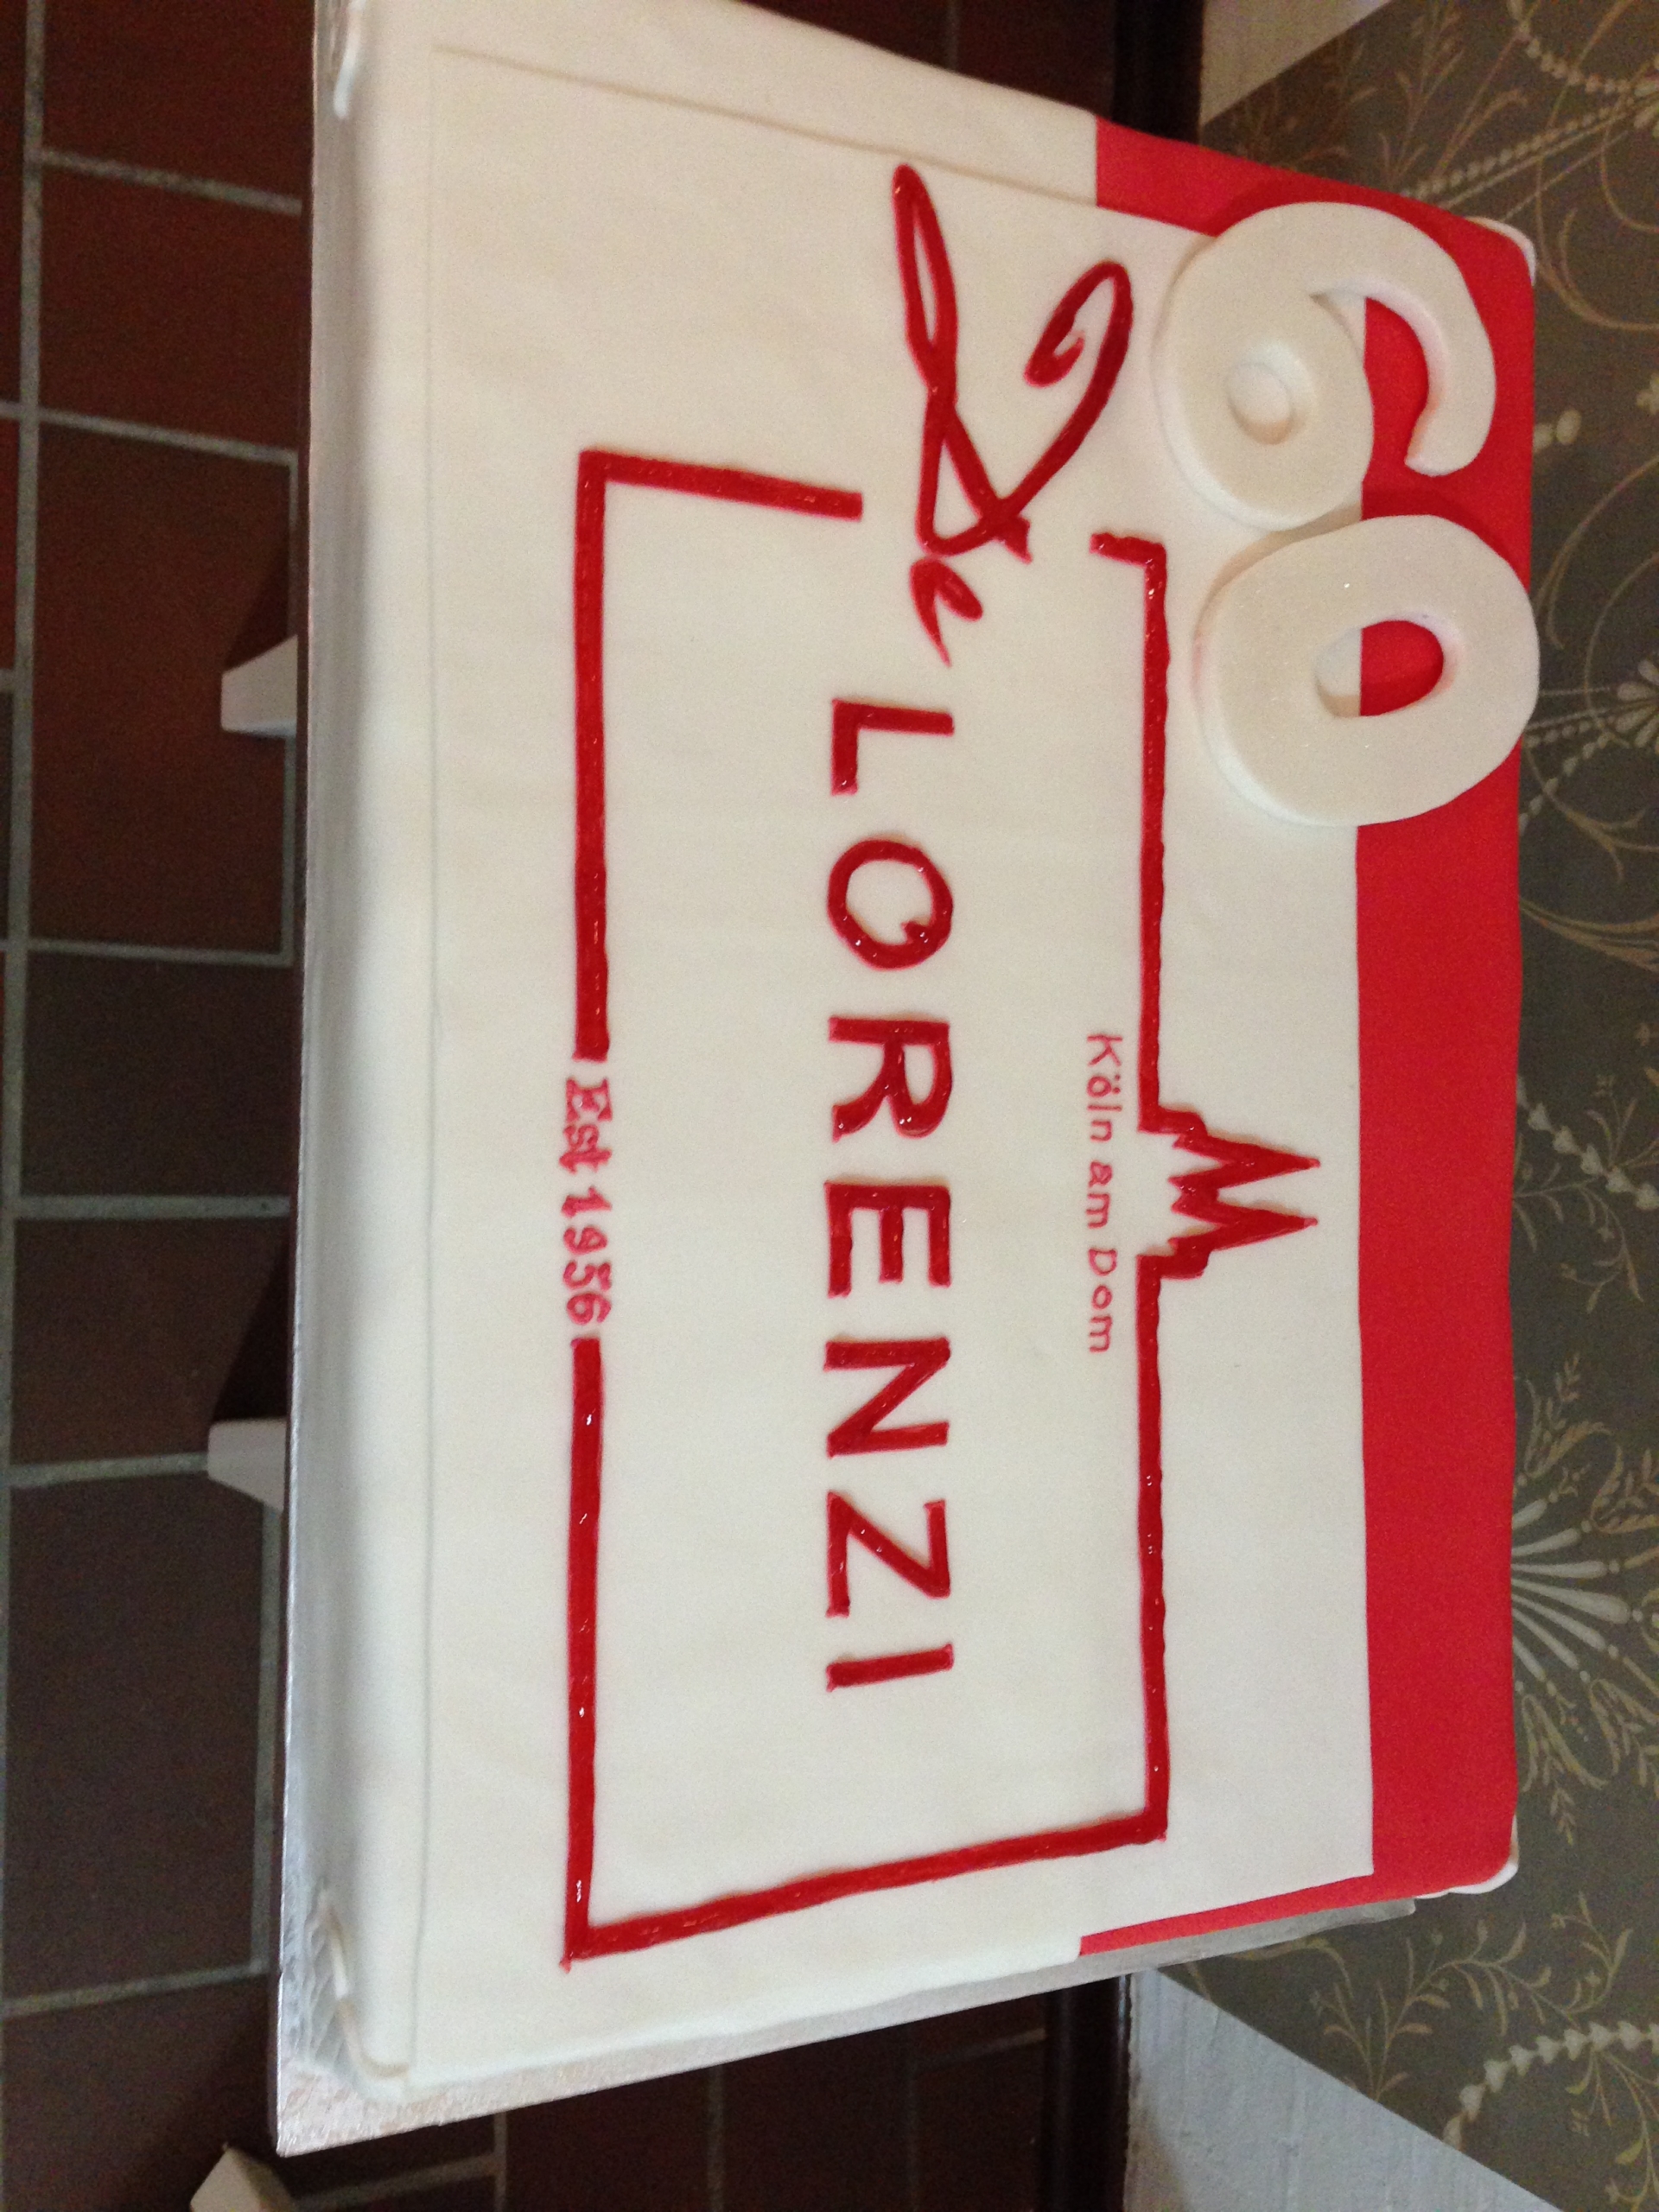 60
Köln am Dom
De LORENZI
Est 1956